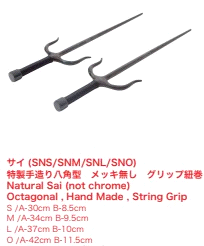 サイ (SNS/SNM/SNL/SNO)
特製手造り八角型　メッキ無し　グリップ紐巻
Natural Sai (not chrome)
Octagonal , Hand Made , String Grip
S /A-30cm B-8.5cm
M /A-34cm B-9.5cm
L /A-37cm B-10cm
O /A-42cm B-11.5cm